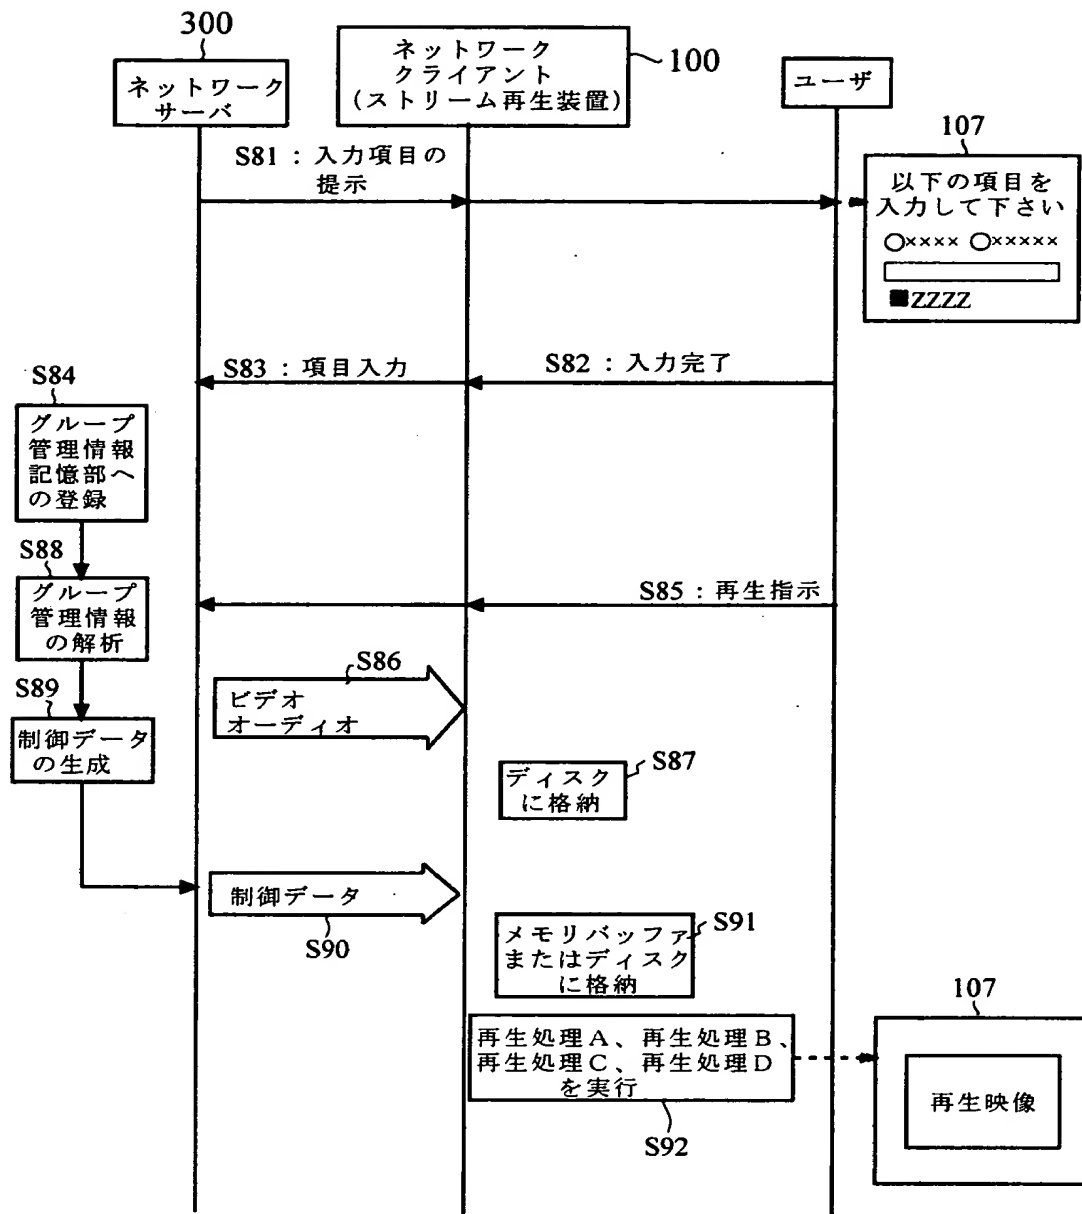 300
ネットワーク
サーバ
ネットワーク
クライアント
(ストリーム再生装置)
100
ユーザ
S81：入力項目の
提示
107
以下の項目を
入力して下さい
○×××× ○×××××
■ZZZZ
S83：項目入力
S82：入力完了
S84
グループ
管理情報
記憶部へ
の登録
S88
グループ
管理情報
の解析
S85：再生指示
S86
ビデオ
オーディオ
S89
制御データ
の生成
S87
ディスク
に格納
制御データ
S90
S91
メモリバッファ
またはディスク
に格納
再生処理A、再生処理B、
再生処理C、再生処理D
を実行
S92
107
再生映像